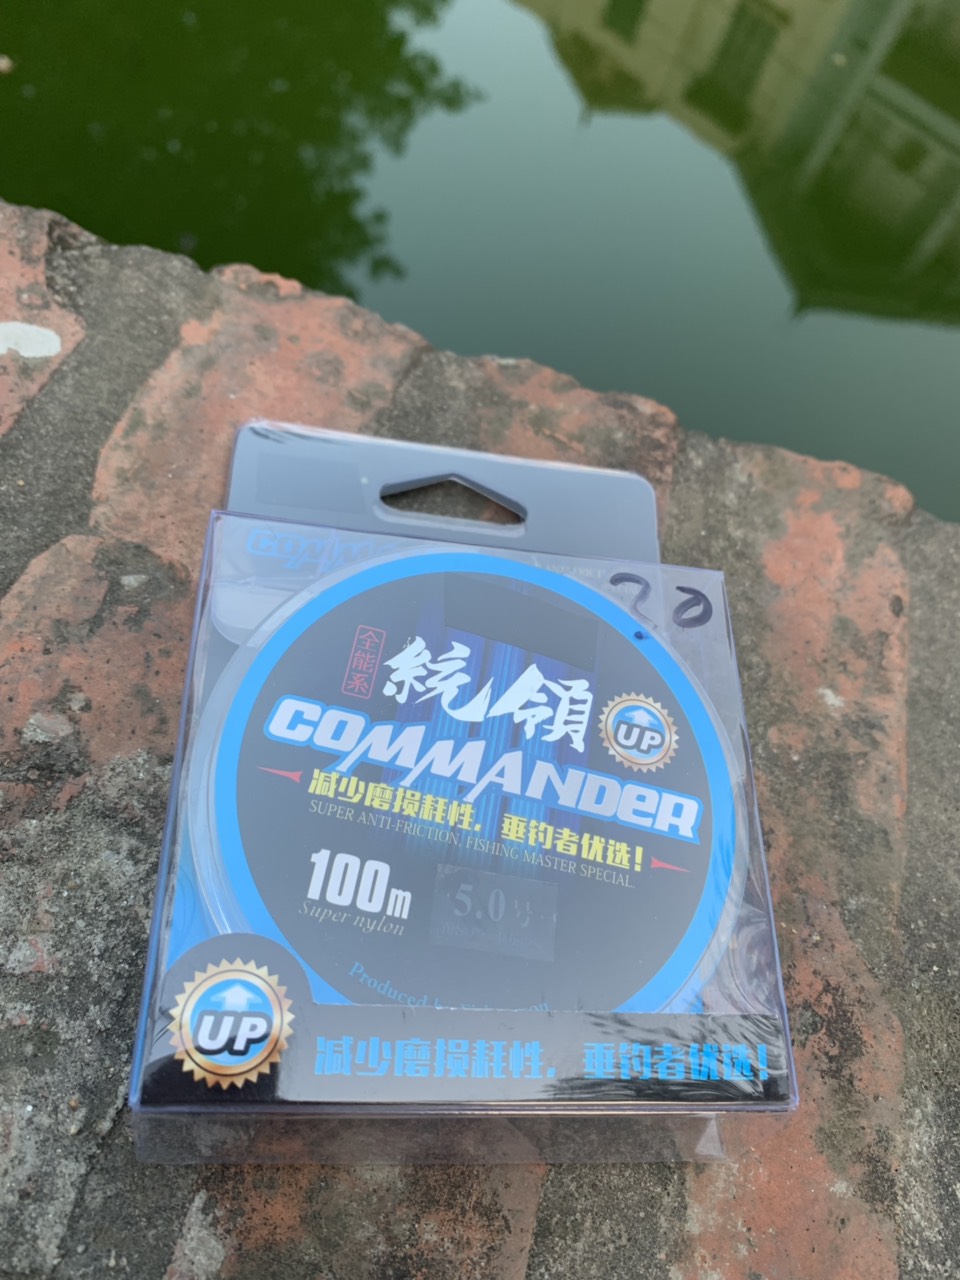 70
全能系
統領
COMMANDER
UP
减少磨损耗性，垂钓者优选！
SUPER ANTI-FRICTION, FISHING MASTER SPECIAL.
100m
Super nylon
5.0号
Produced
UP
减少磨损耗性，垂钓者优选！